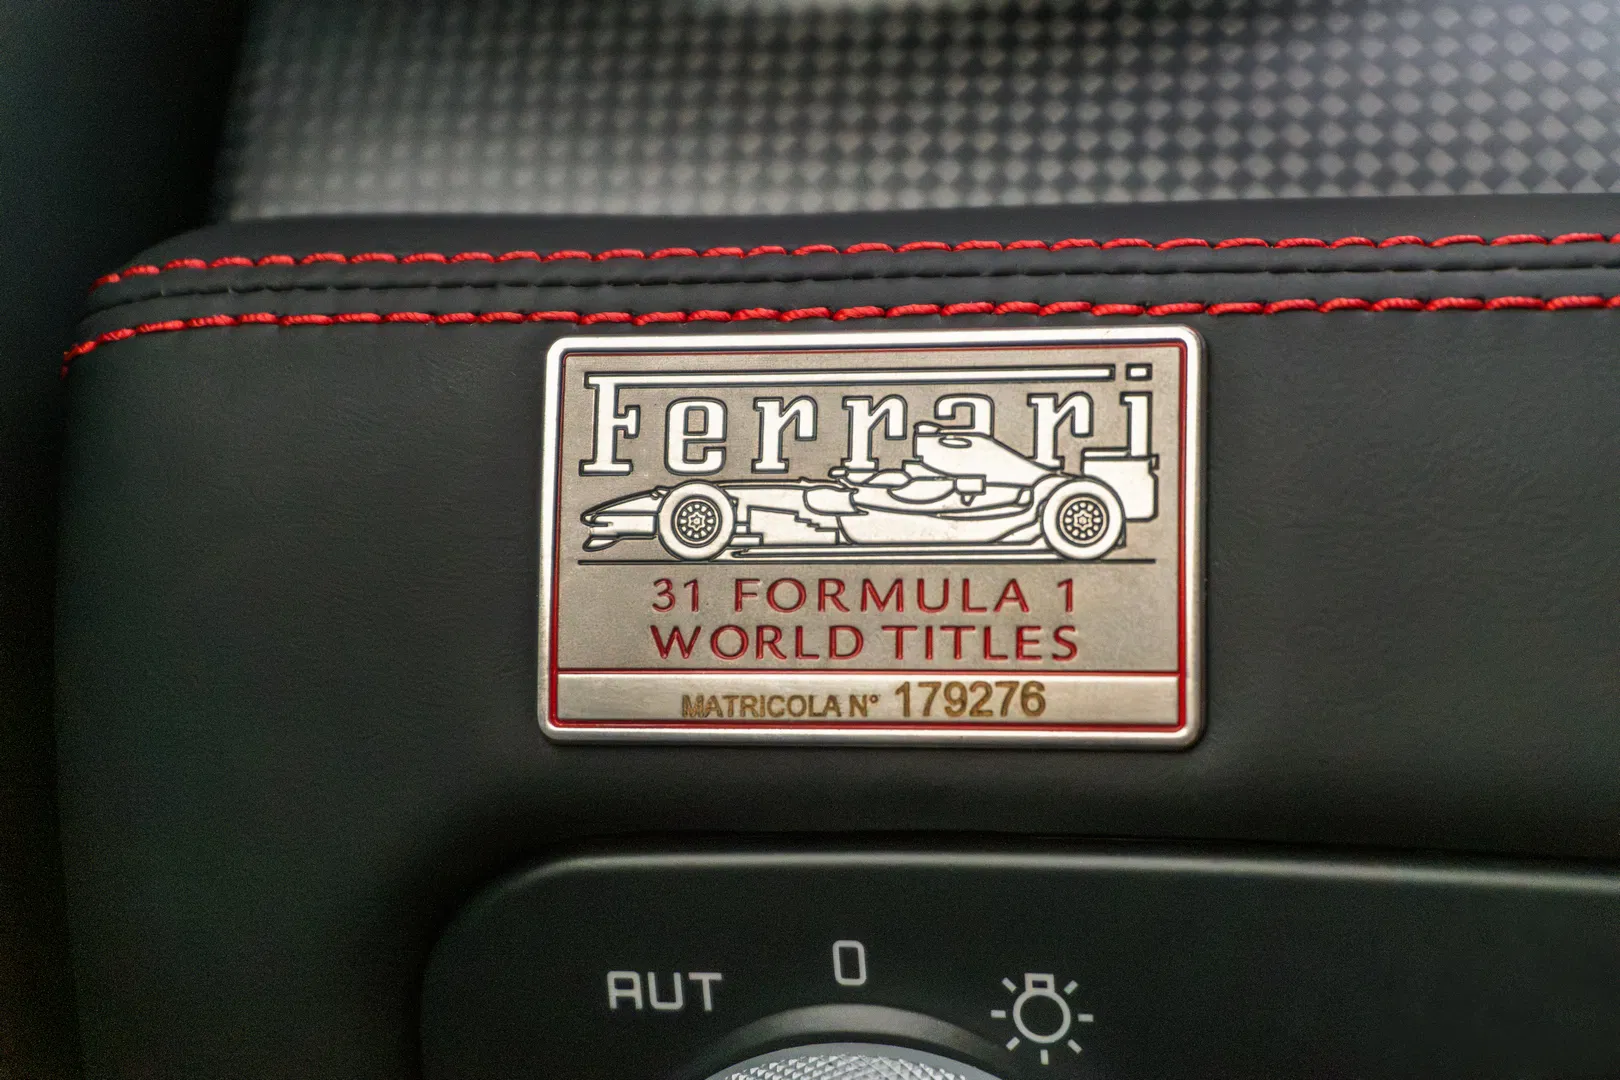 Ferrari
31 FORMULA 1
WORLD TITLES
MATRICOLA N° 179276
AUT
0